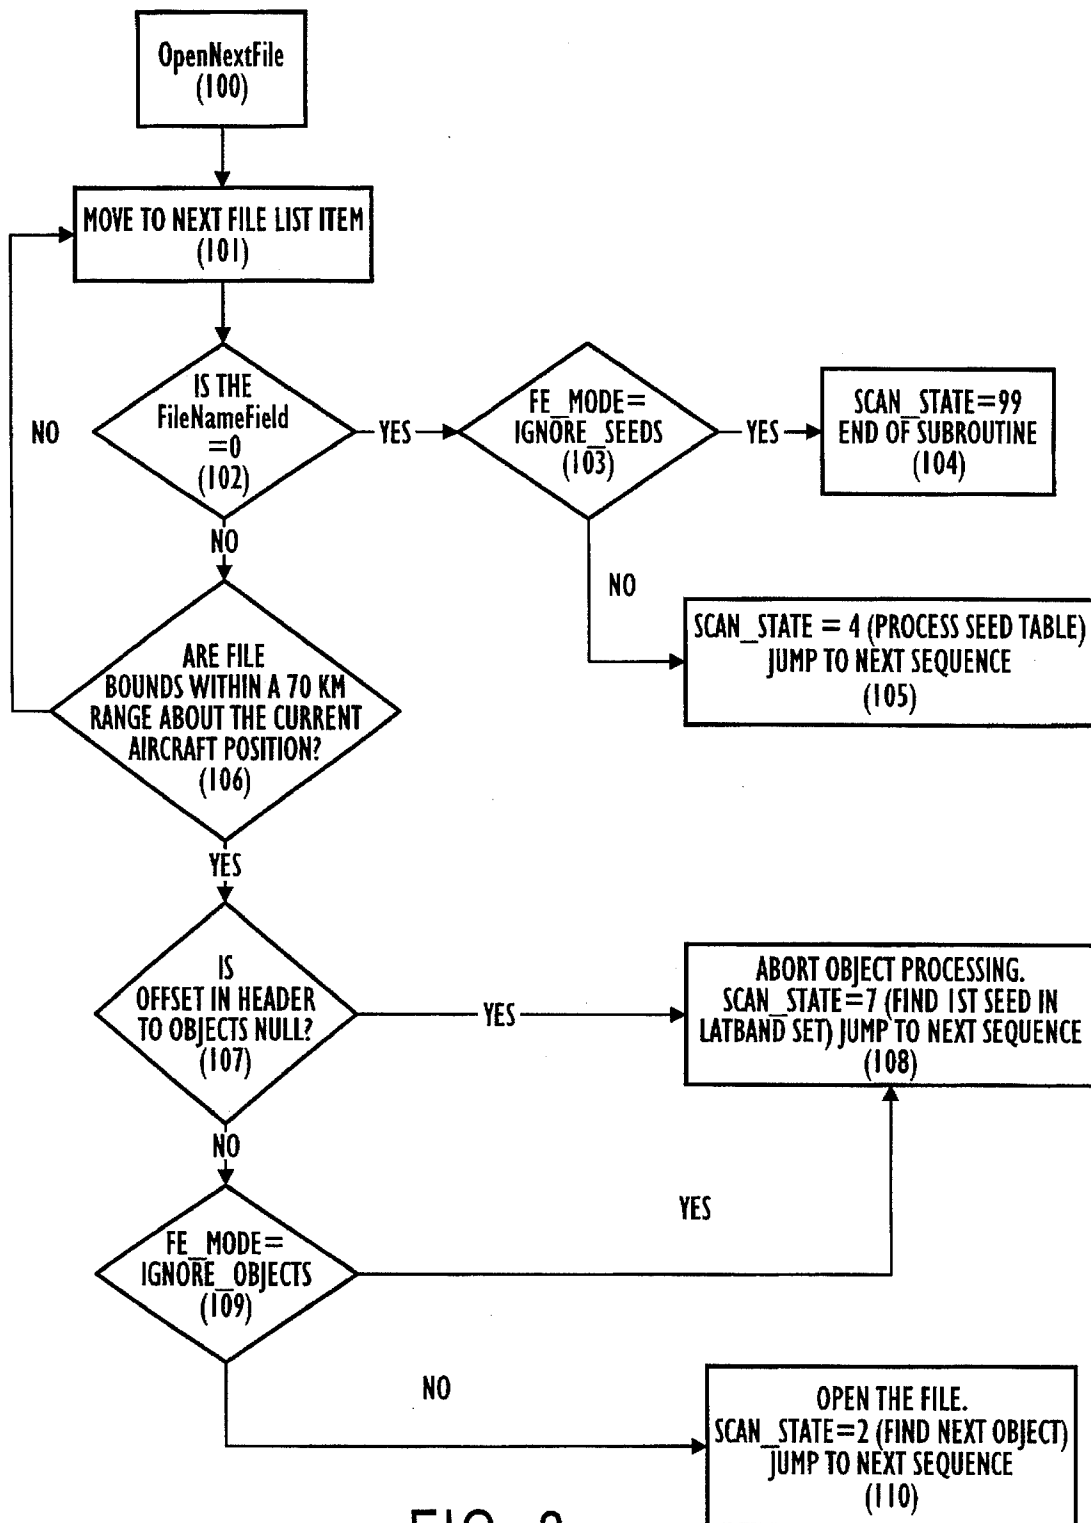 OpenNextFile
(100)
MOVE TO NEXT FILE LIST ITEM
(101)
IS THE
FileNameField
=0
(102)
YES
FE_MODE=
IGNORE_SEEDS
(103)
YES
SCAN_STATE=99
END OF SUBROUTINE
(104)
NO
NO
NO
SCAN_STATE = 4 (PROCESS SEED TABLE)
JUMP TO NEXT SEQUENCE
(105)
ARE FILE
BOUNDS WITHIN A 70 KM
RANGE ABOUT THE CURRENT
AIRCRAFT POSITION?
(106)
YES
IS
OFFSET IN HEADER
TO OBJECTS NULL?
(107)
YES
ABORT OBJECT PROCESSING.
SCAN_STATE=7 (FIND 1ST SEED IN
LATBAND SET) JUMP TO NEXT SEQUENCE
(108)
NO
YES
FE_MODE=
IGNORE_OBJECTS
(109)
NO
OPEN THE FILE.
SCAN_STATE=2 (FIND NEXT OBJECT)
JUMP TO NEXT SEQUENCE
(110)